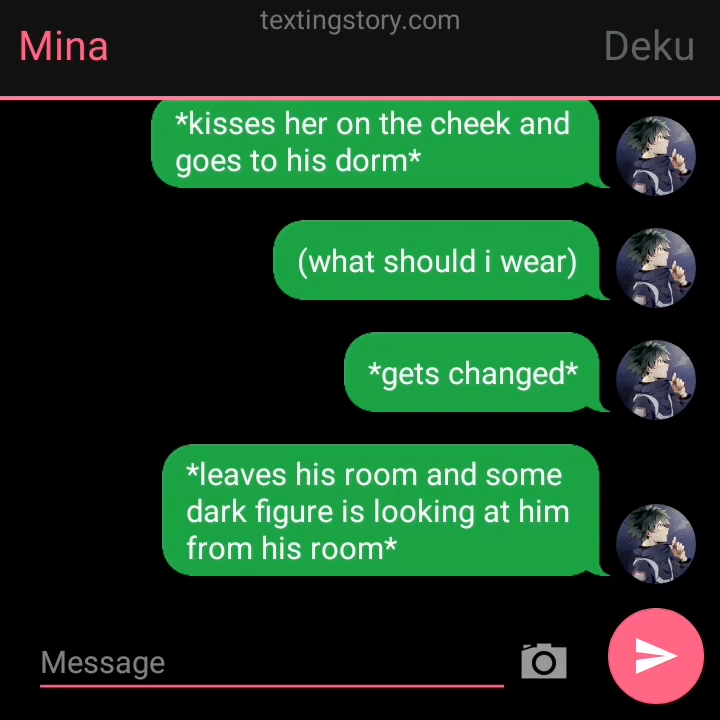 textingstory.com
Mina
Deku
*kisses her on the cheek and
goes to his dorm*
(what should i wear)
*gets changed*
*leaves his room and some
dark figure is looking at him
from his room*
Message